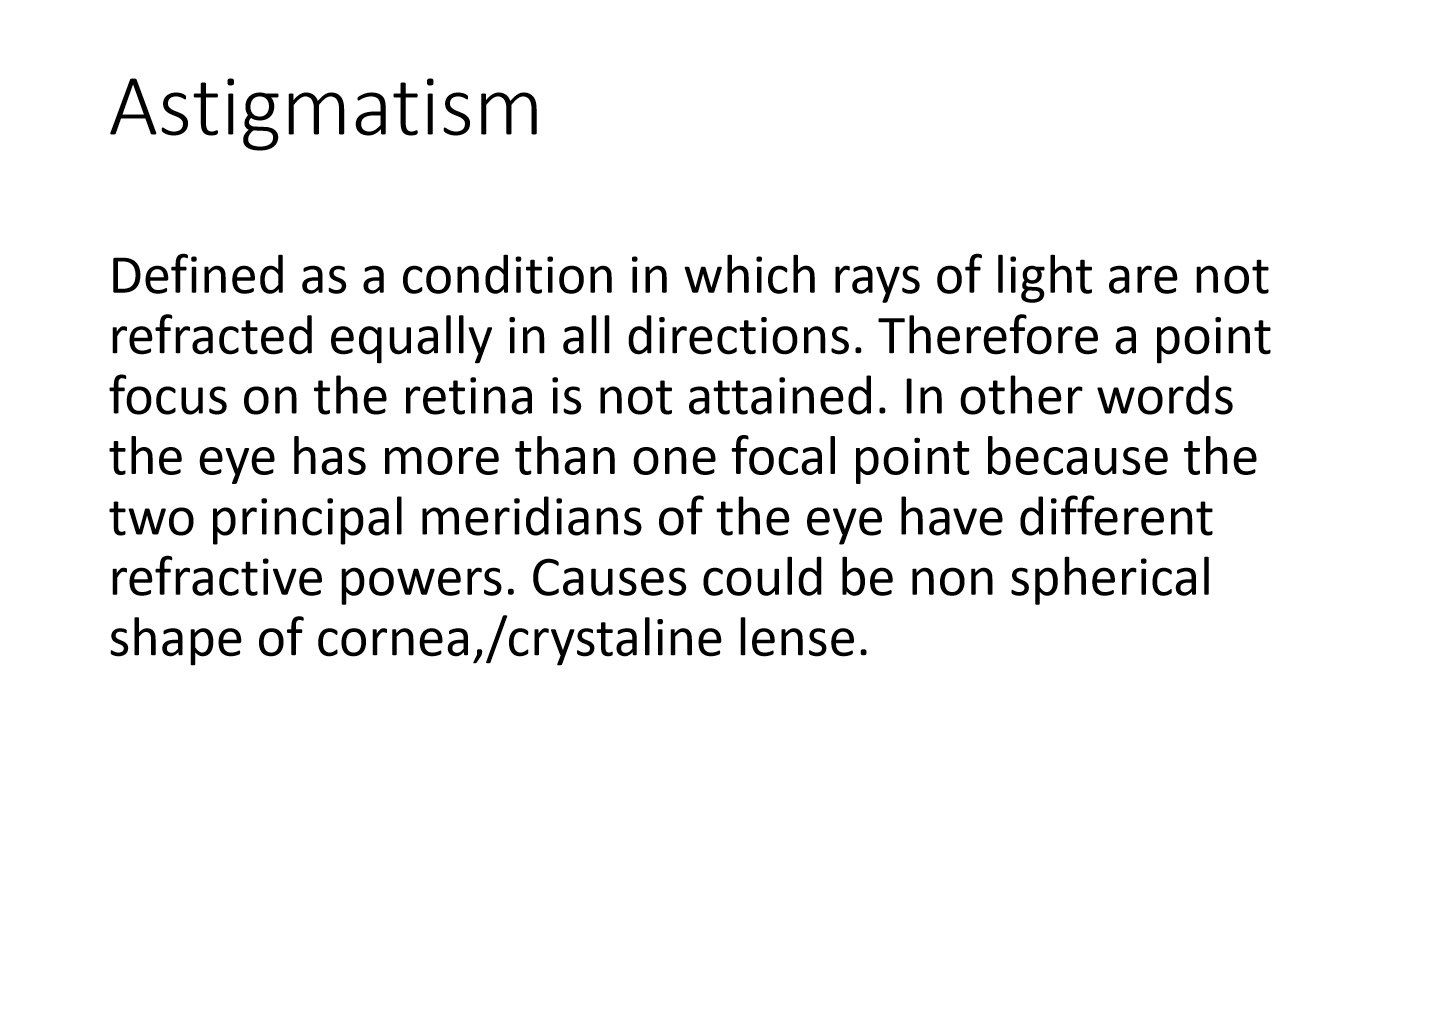 Astigmatism
Defined as a condition in which rays of light are not
refracted equally in all directions. Therefore a point
focus on the retina is not attained. In other words
the eye has more than one focal point because the
two principal meridians of the eye have different
refractive powers. Causes could be non spherical
shape of cornea,/crystaline lense.